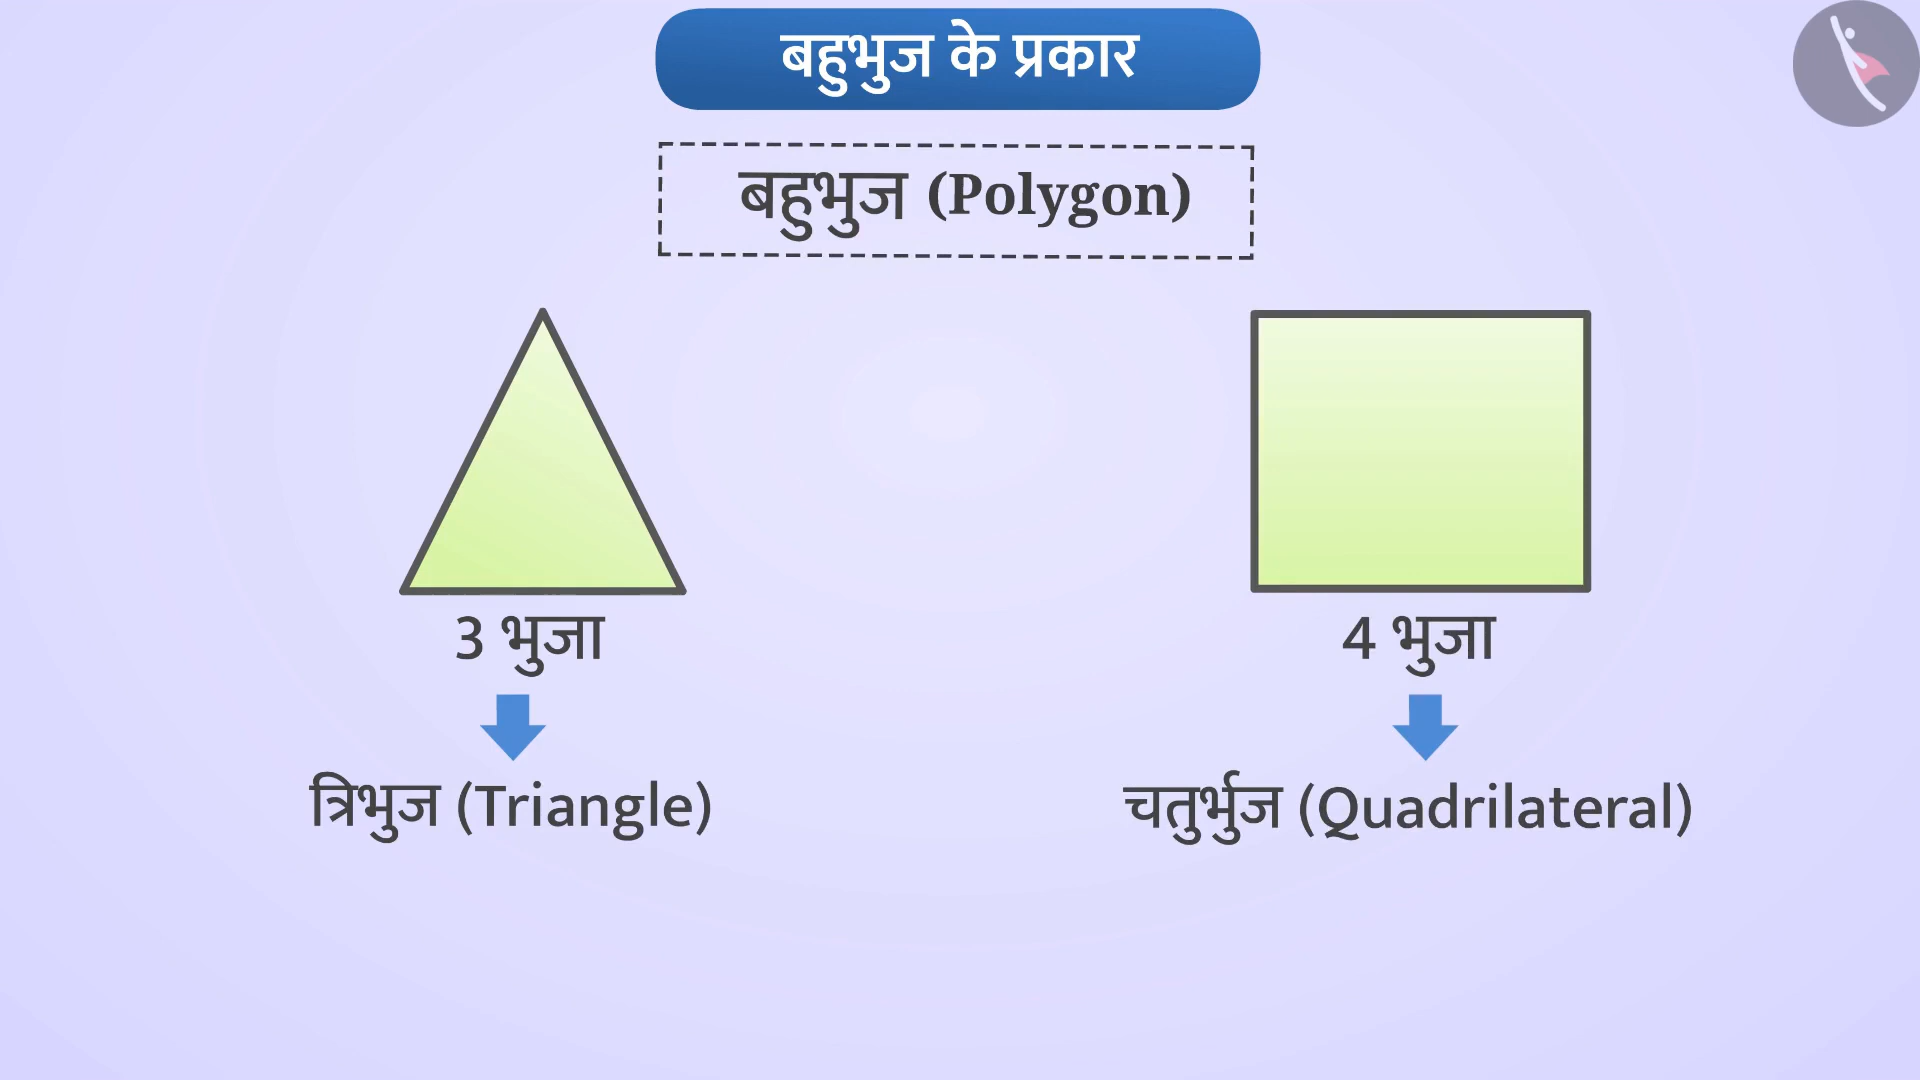 बहुभुज के प्रकार
बहुभुज (Polygon)
3 भुजा
4 भुजा
त्रिभुज (Triangle)
चतुर्भुज (Quadrilateral)